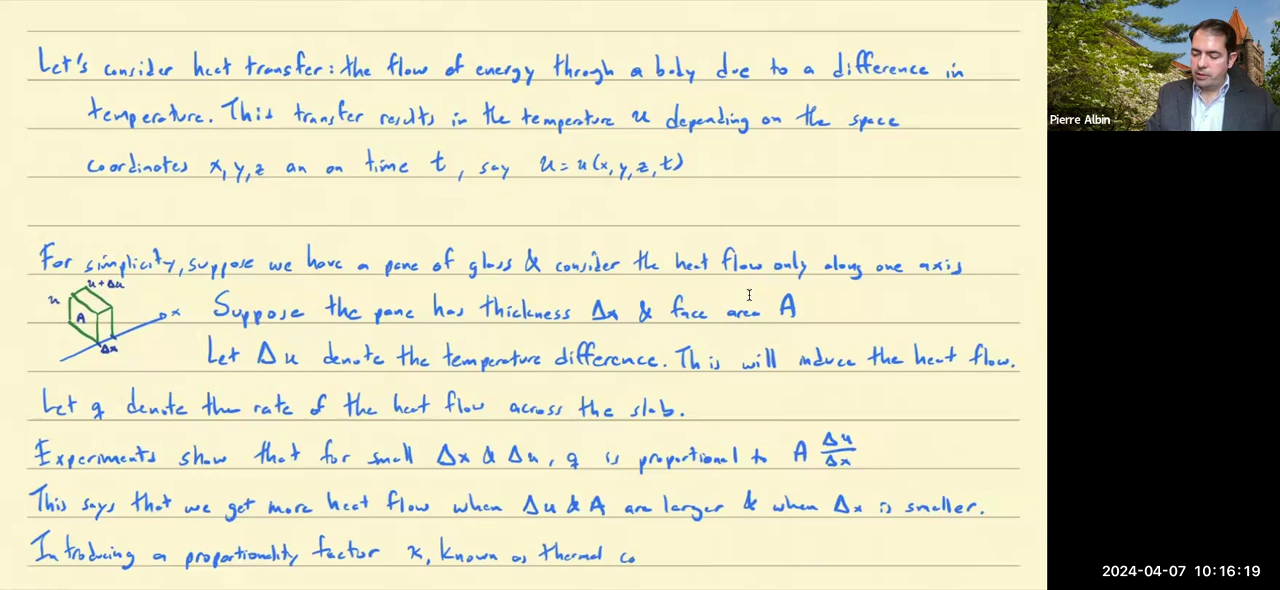 Let's consider heat transfer: the flow of energy through a body due to a difference in
temperature. This transfer results in the temperature u depending on the space
coordinates x, y, z an on time t, say u = u(x, y, z, t)
For simplicity, suppose we have a pane of glass & consider the heat flow only along one axis
u + Δu
u
A
x
Δx
Suppose the pane has thickness Δx & face area A
Let Δu denote the temperature difference. This will induce the heat flow.
Let q denote the rate of the heat flow across the slab.
Experiments show that for small Δx & Δu, q is proportional to A Δu/Δx
This says that we get more heat flow when Δu & A are larger & when Δx is smaller.
Introducing a proportionality factor κ, known as thermal co
Pierre Albin
2024-04-07 10:16:19